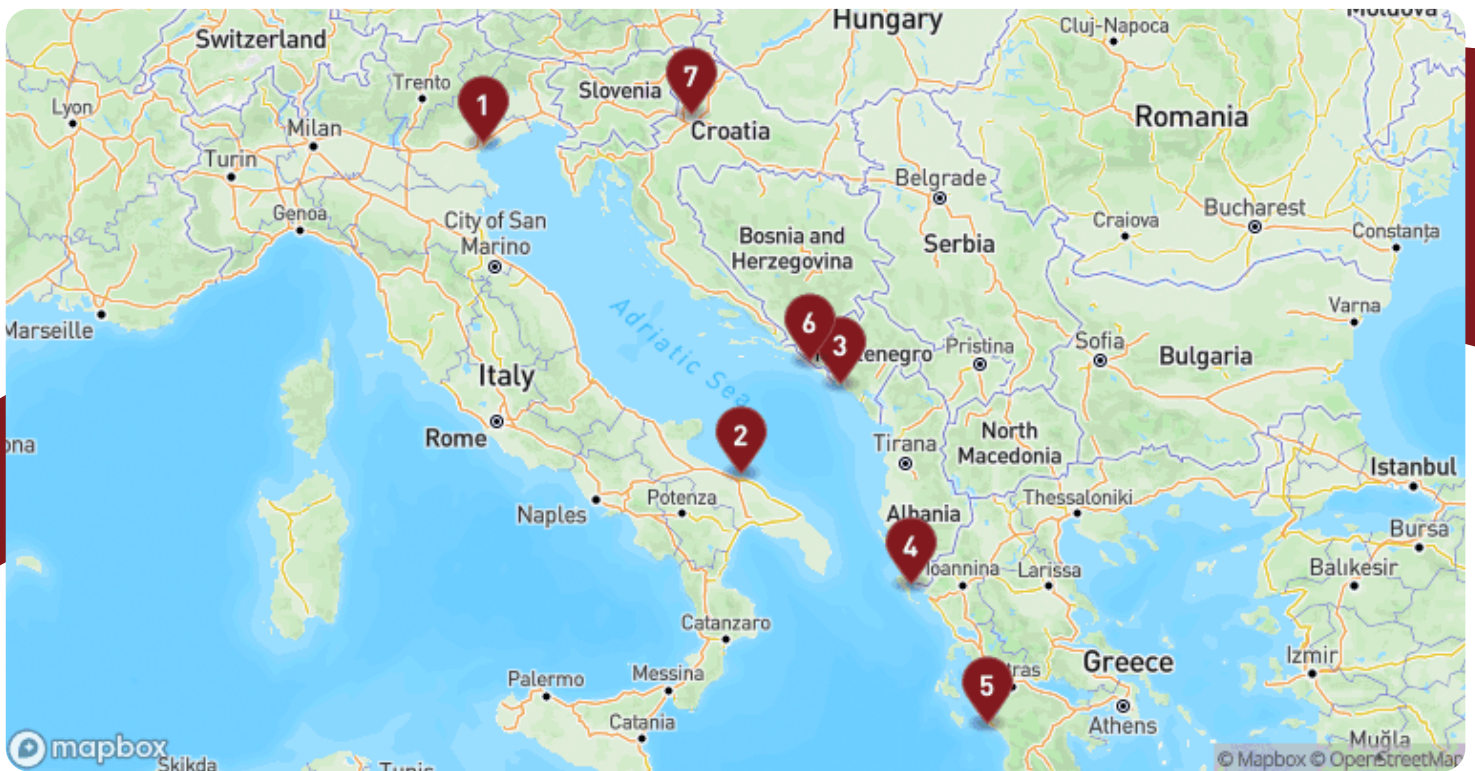 Hungary
Cluj-Napoca
Moldova
Switzerland
Trento
Slovenia
7
1
Lyon
Milan
Croatia
Romania
Turin
Belgrade
Genoa
City of San
Marino
Craiova
Bucharest
Constanța
Bosnia and
Herzegovina
Serbia
Marseille
Adriatic Sea
6
3
Varna
Pristina
Sofia
Bulgaria
Italy
Rome
2
Tirana
North
Macedonia
Istanbul
Naples
Potenza
Thessaloniki
Albania
Bursa
4
Ioannina
Larissa
Balıkesir
Catanzaro
Greece
Izmir
Palermo
Messina
5
Athens
Catania
Muğla
mapbox
Skikda
© Mapbox © OpenStreetMap